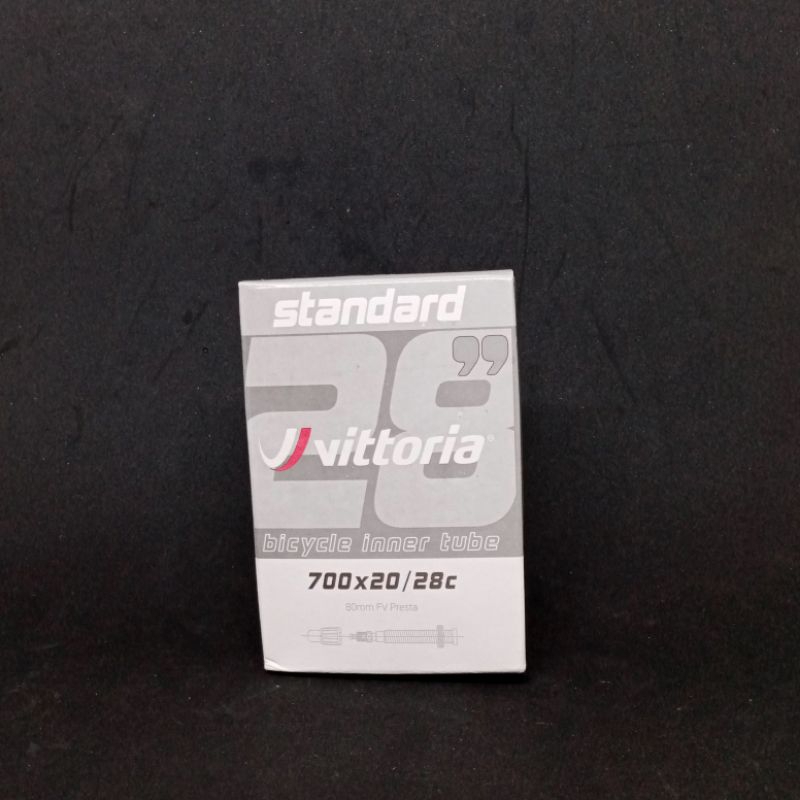 standard
28”
vittoria®
bicycle inner tube
700x20/28c
80mm FV Presta